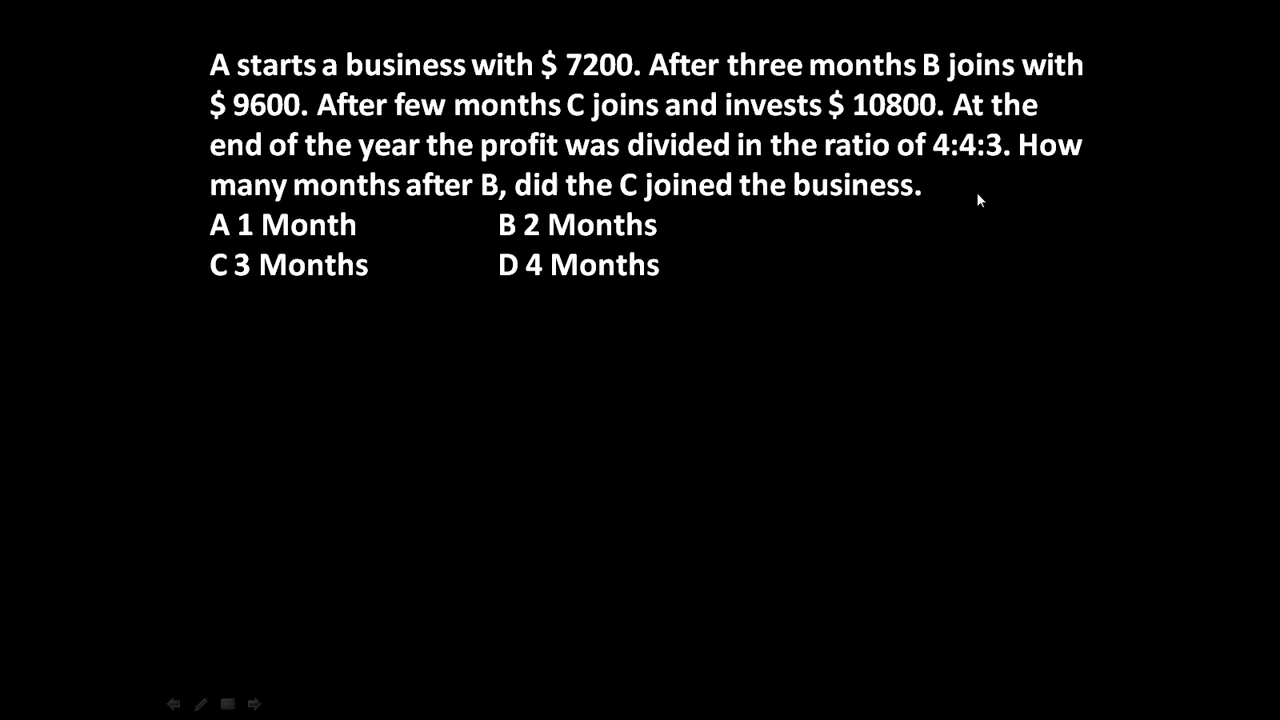 A starts a business with $ 7200. After three months B joins with
$ 9600. After few months C joins and invests $ 10800. At the
end of the year the profit was divided in the ratio of 4:4:3. How
many months after B, did the C joined the business.
A 1 Month B 2 Months
C 3 Months D 4 Months